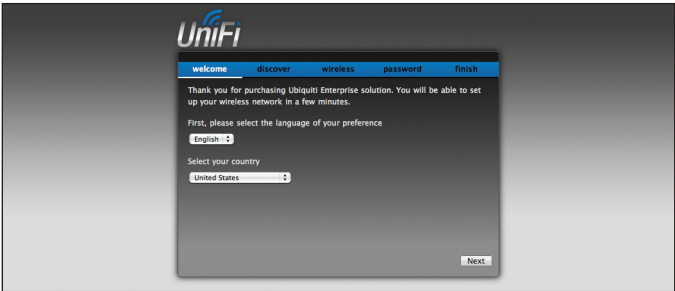 UniFi
welcome discover wireless password finish
Thank you for purchasing Ubiquiti Enterprise solution. You will be able to set
up your wireless network in a few minutes.
First, please select the language of your preference
English
Select your country
United States
Next